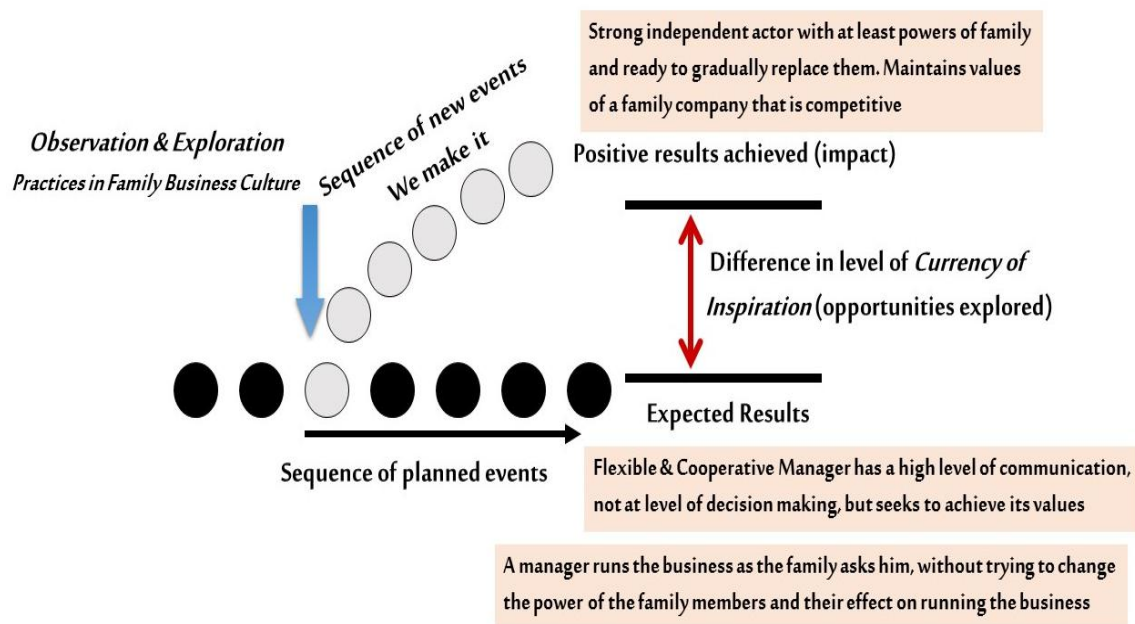 Strong independent actor with at least powers of family
and ready to gradually replace them. Maintains values
of a family company that is competitive
Observation & Exploration
Practices in Family Business Culture
Sequence of new events
We make it
Positive results achieved (impact)
Difference in level of Currency of
Inspiration (opportunities explored)
Expected Results
Sequence of planned events
Flexible & Cooperative Manager has a high level of communication,
not at level of decision making, but seeks to achieve its values
A manager runs the business as the family asks him, without trying to change
the power of the family members and their effect on running the business